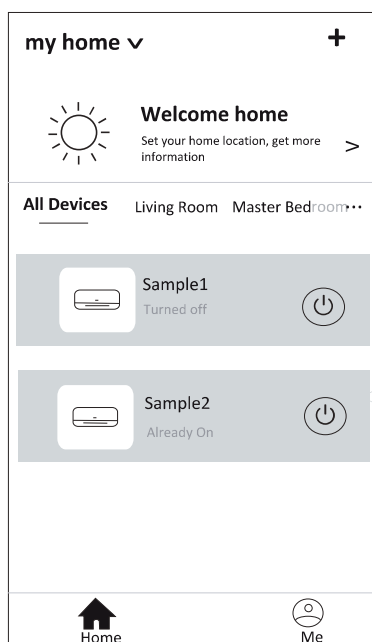 my home
Welcome home
Set your home location, get more
information
All Devices Living Room Master Bedroom
Sample1
Turned off
Sample2
Already On
Home Me